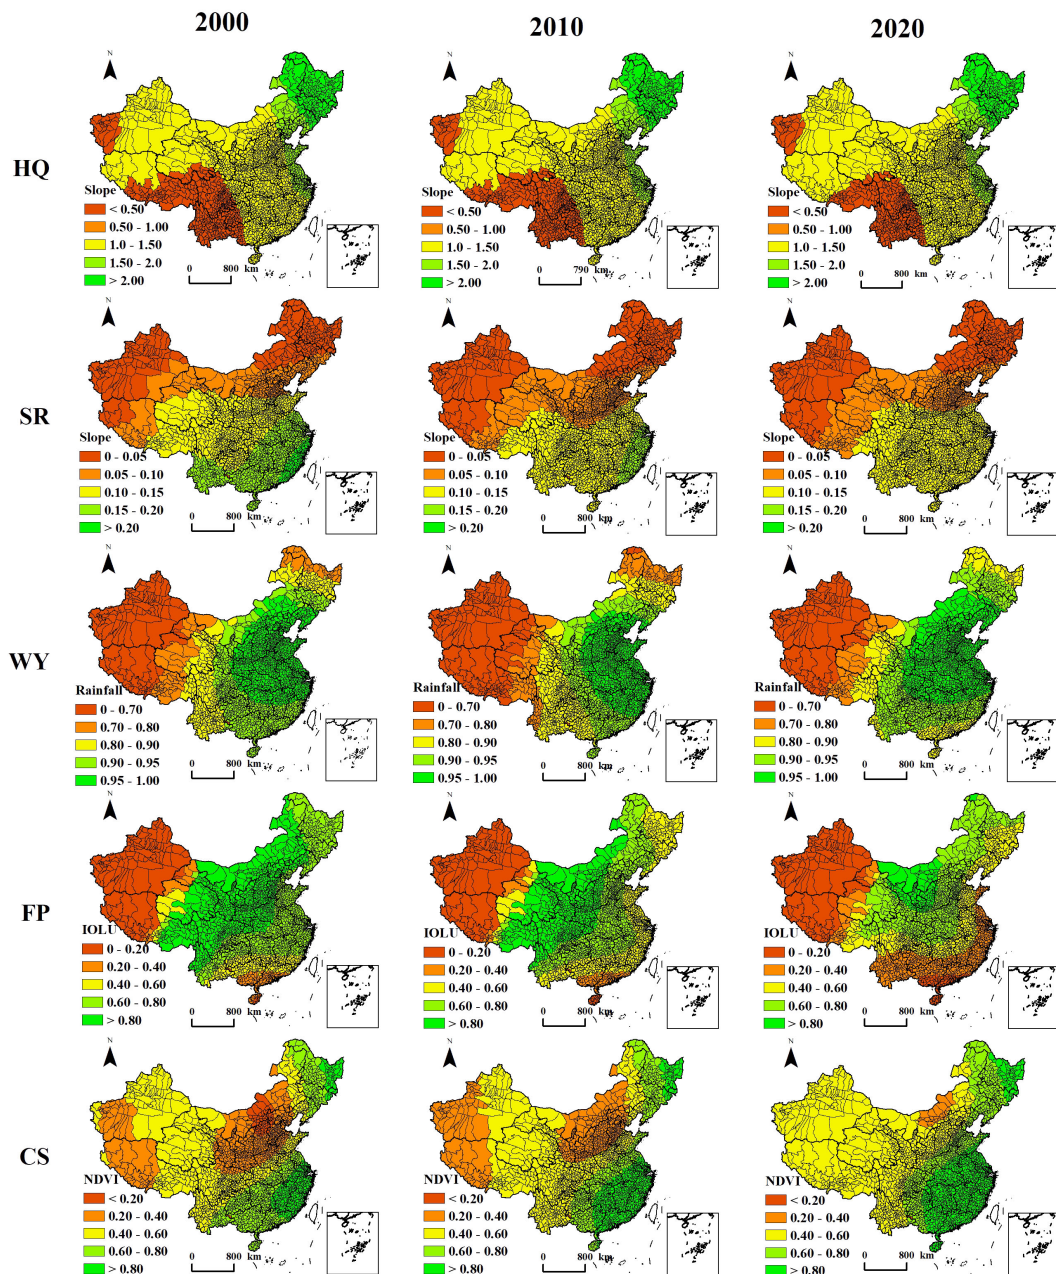 2000 2010 2020
HQ
N N N
Slope Slope Slope
< 0.50 < 0.50 < 0.50
0.50 - 1.00 0.50 - 1.00 0.50 - 1.00
1.0 - 1.50 1.0 - 1.50 1.0 - 1.50
1.50 - 2.0 1.50 - 2.0 1.50 - 2.0
> 2.00 > 2.00 > 2.00
0 800 km 0 790 km 0 800 km
SR
N N N
Slope Slope Slope
0 - 0.05 0 - 0.05 0 - 0.05
0.05 - 0.10 0.05 - 0.10 0.05 - 0.10
0.10 - 0.15 0.10 - 0.15 0.10 - 0.15
0.15 - 0.20 0.15 - 0.20 0.15 - 0.20
> 0.20 > 0.20 > 0.20
0 800 km 0 800 km 0 800 km
WY
N N N
Rainfall Rainfall Rainfall
0 - 0.70 0 - 0.70 0 - 0.70
0.70 - 0.80 0.70 - 0.80 0.70 - 0.80
0.80 - 0.90 0.80 - 0.90 0.80 - 0.90
0.90 - 0.95 0.90 - 0.95 0.90 - 0.95
0.95 - 1.00 0.95 - 1.00 0.95 - 1.00
0 800 km 0 800 km 0 800 km
FP
N N N
IOLU IOLU IOLU
0 - 0.20 0 - 0.20 0 - 0.20
0.20 - 0.40 0.20 - 0.40 0.20 - 0.40
0.40 - 0.60 0.40 - 0.60 0.40 - 0.60
0.60 - 0.80 0.60 - 0.80 0.60 - 0.80
> 0.80 > 0.80 > 0.80
0 800 km 0 800 km 0 800 km
CS
N N N
NDVI NDVI NDVI
< 0.20 < 0.20 < 0.20
0.20 - 0.40 0.20 - 0.40 0.20 - 0.40
0.40 - 0.60 0.40 - 0.60 0.40 - 0.60
0.60 - 0.80 0.60 - 0.80 0.60 - 0.80
> 0.80 > 0.80 > 0.80
0 800 km 0 800 km 0 800 km